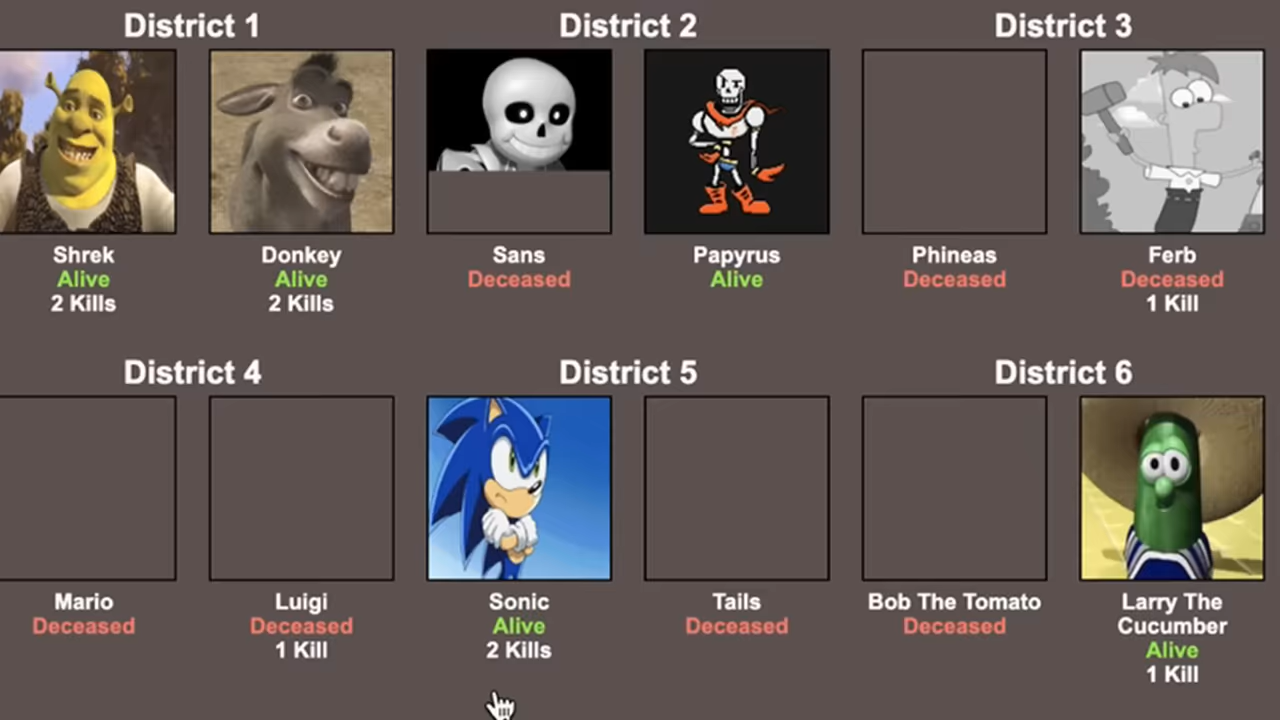 District 1
District 2
District 3
Shrek
Alive
2 Kills
Donkey
Alive
2 Kills
Sans
Deceased
Papyrus
Alive
Phineas
Deceased
Ferb
Deceased
1 Kill
District 4
District 5
District 6
Mario
Deceased
Luigi
Deceased
1 Kill
Sonic
Alive
2 Kills
Tails
Deceased
Bob The Tomato
Deceased
Larry The
Cucumber
Alive
1 Kill